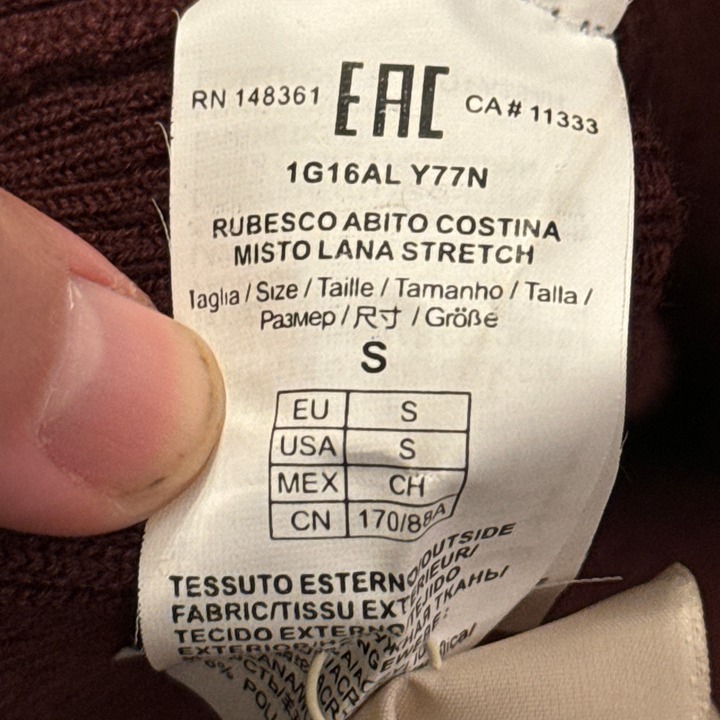 RN 148361 EAC CA# 11333
1G16AL Y77N
RUBESCO ABITO COSTINA
MISTO LANA STRETCH
Taglia / Size / Taille / Tamanho / Talla /
Размер / 尺寸 / Größe
S
EU S
USA S
MEX CH
CN 170/88A
TESSUTO ESTERNO/OUTSIDE
FABRIC/TISSU EXTÉRIEUR/
TECIDO EXTERNO/TEJIDO